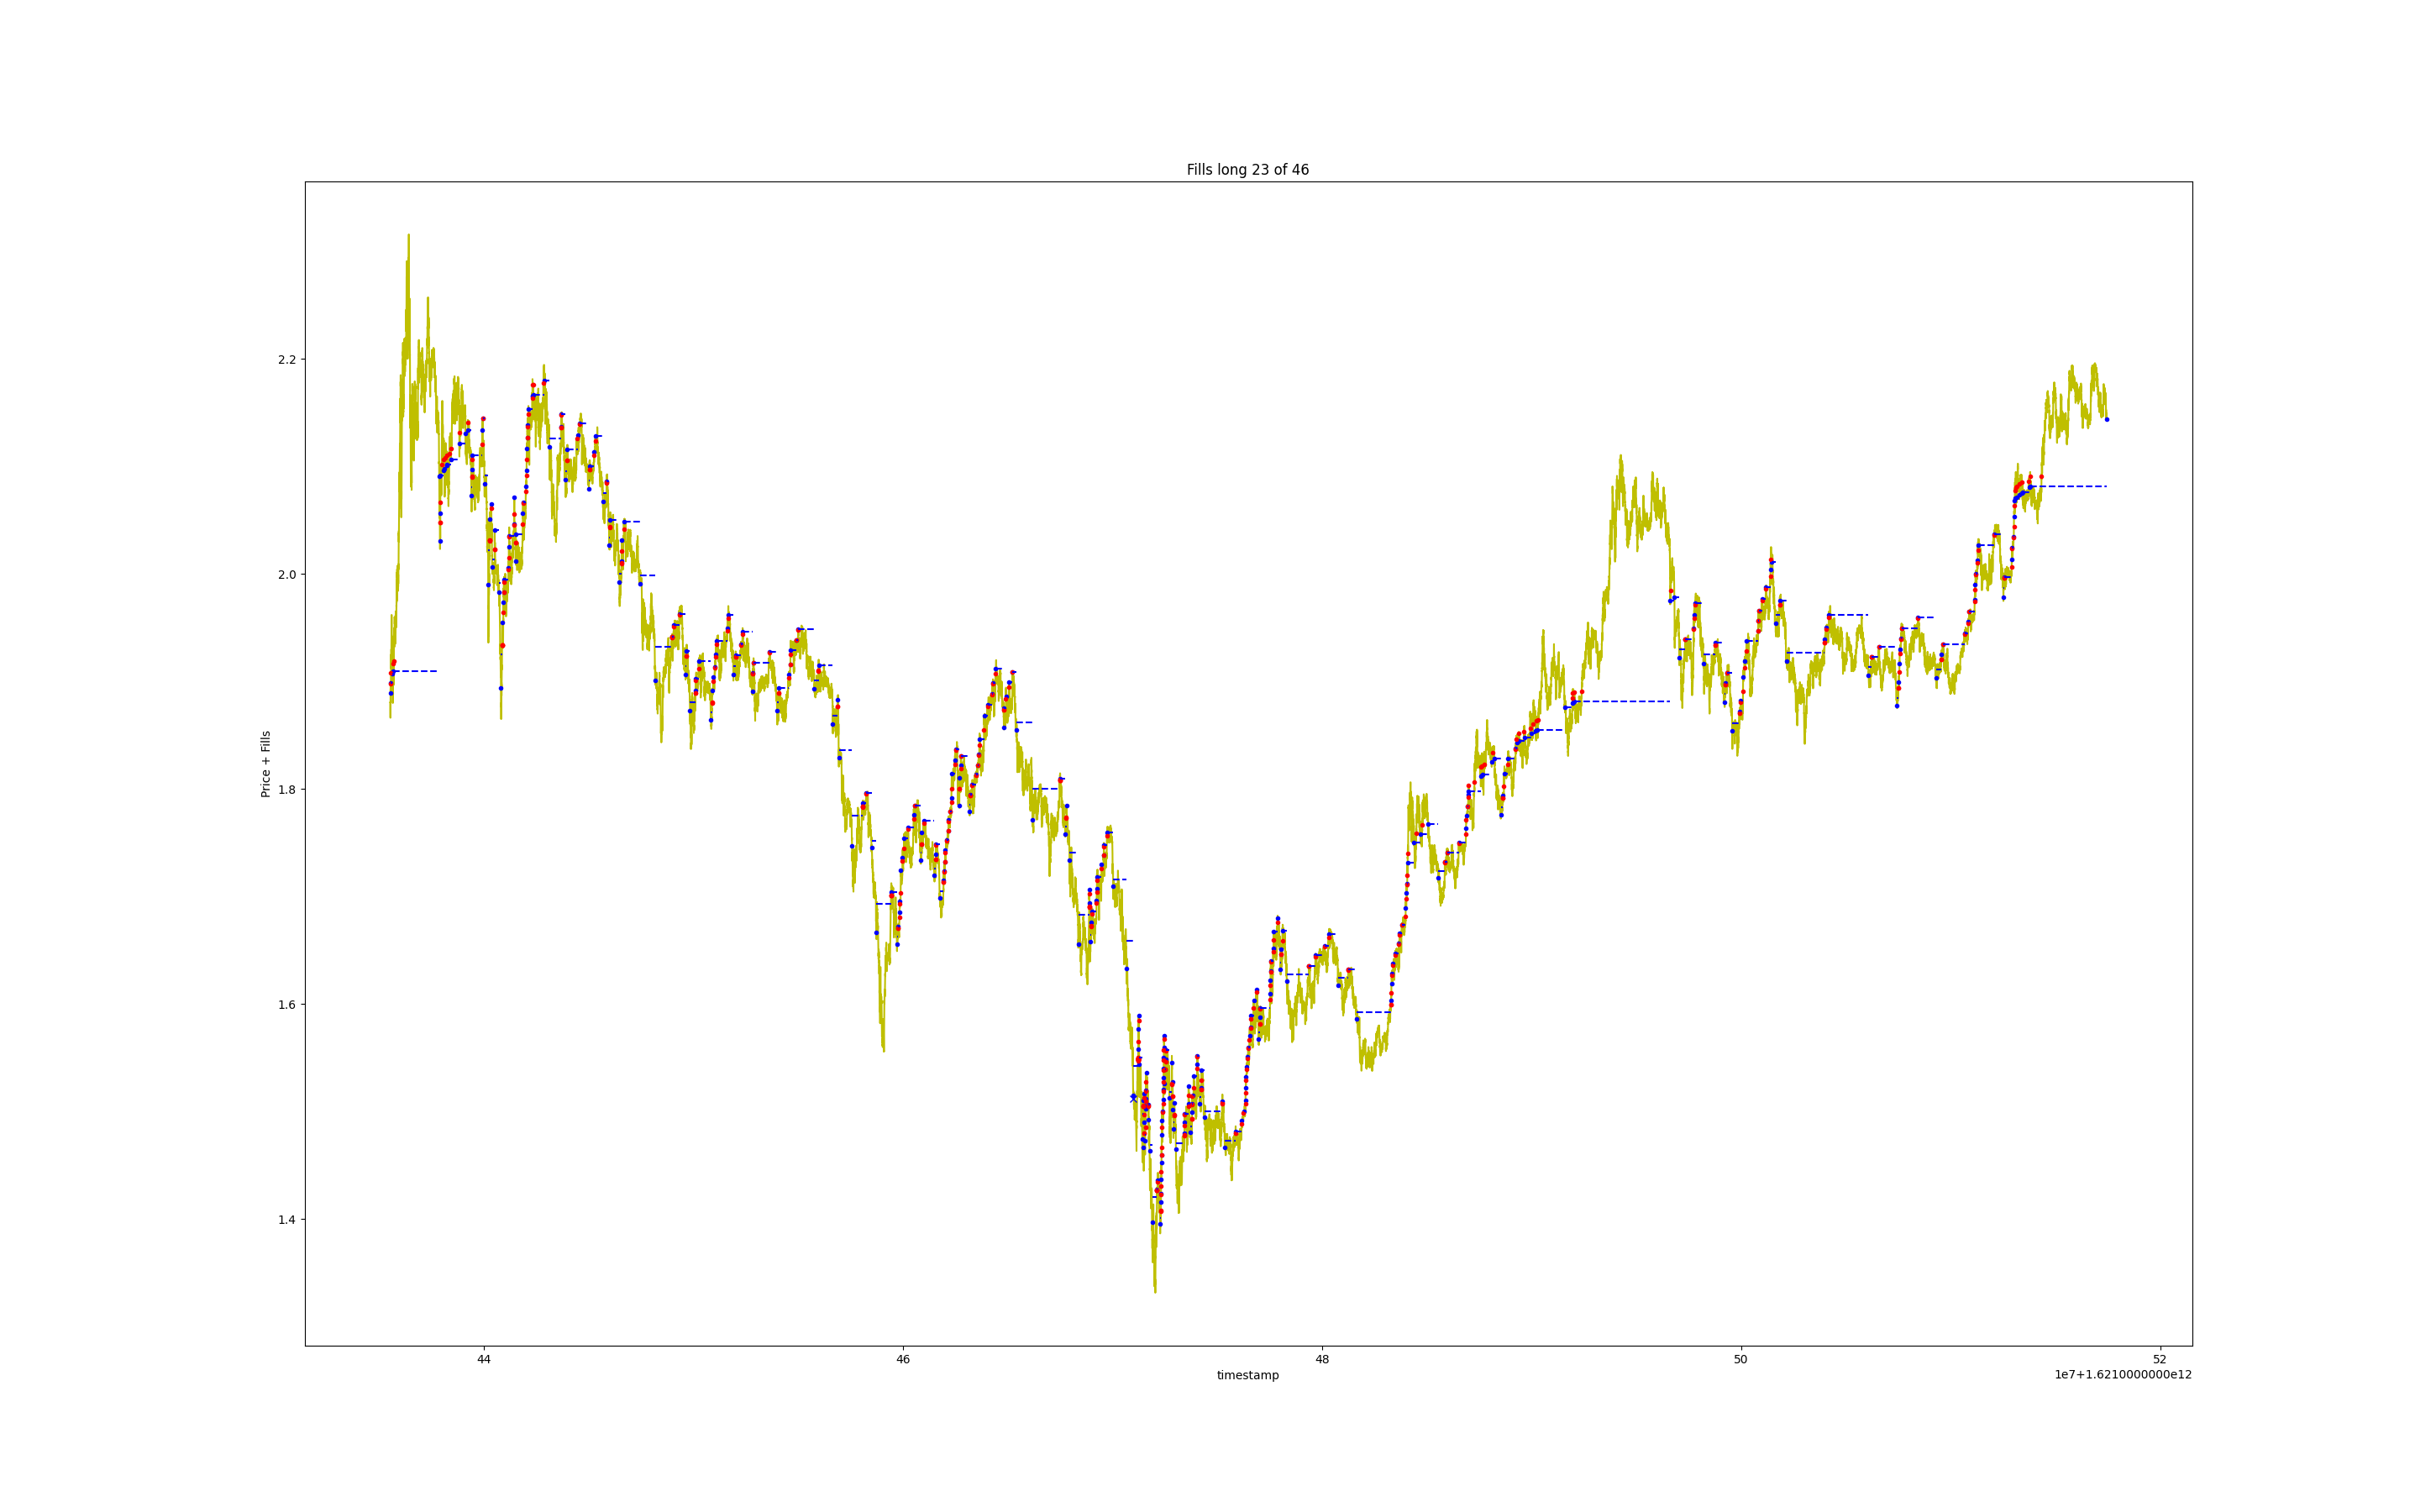 Fills long 23 of 46
2.2
2.0
1.8
1.6
1.4
Price + Fills
44
46
48
50
52
timestamp
1e7+1.6210000000e12